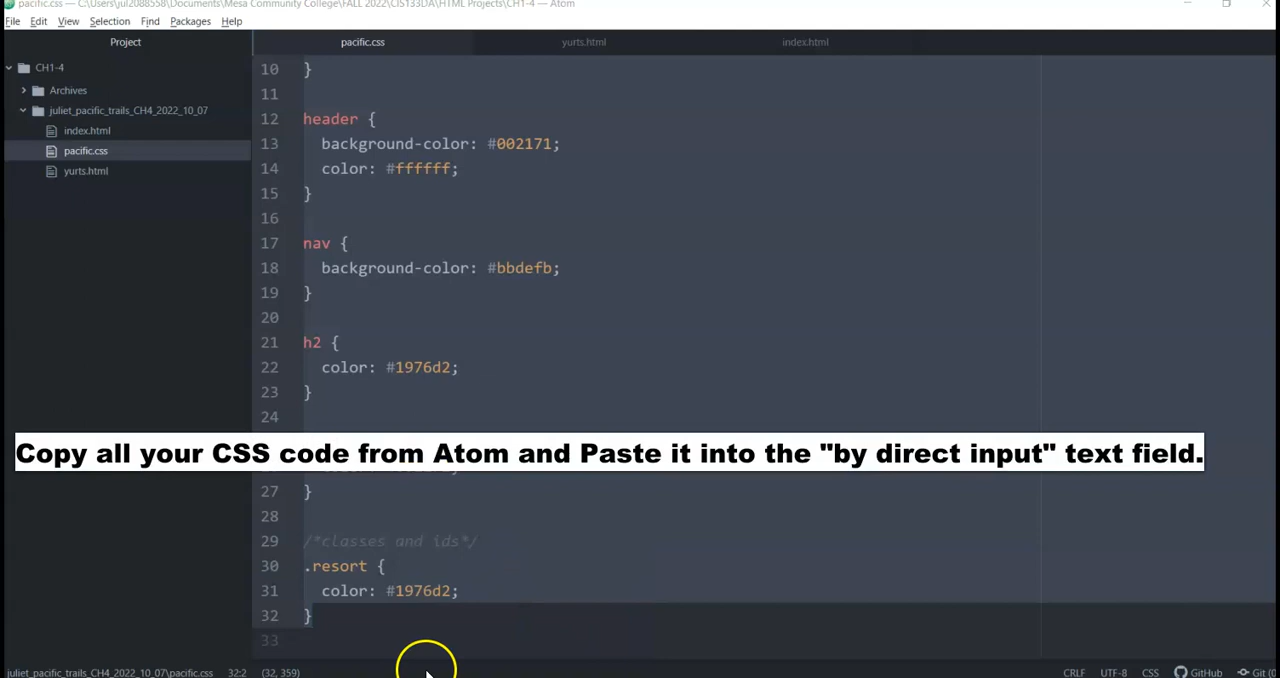 pacific.css — C:\Users\jul2088558\Documents\Mesa Community College\FALL 2022\CIS133DA\HTML Projects\CH1-4 — Atom
File Edit View Selection Find Packages Help
Project
pacific.css yurts.html index.html
CH1-4
Archives
juliet_pacific_trails_CH4_2022_10_07
index.html
pacific.css
yurts.html
10 }
11
12 header {
13 background-color: #002171;
14 color: #ffffff;
15 }
16
17 nav {
18 background-color: #bbdefb;
19 }
20
21 h2 {
22 color: #1976d2;
23 }
24
Copy all your CSS code from Atom and Paste it into the "by direct input" text field.
27 }
28
29 /*classes and ids*/
30 .resort {
31 color: #1976d2;
32 }
33
juliet_pacific_trails_CH4_2022_10_07\pacific.css 32:2 (32, 359) CRLF UTF-8 CSS GitHub Git (0